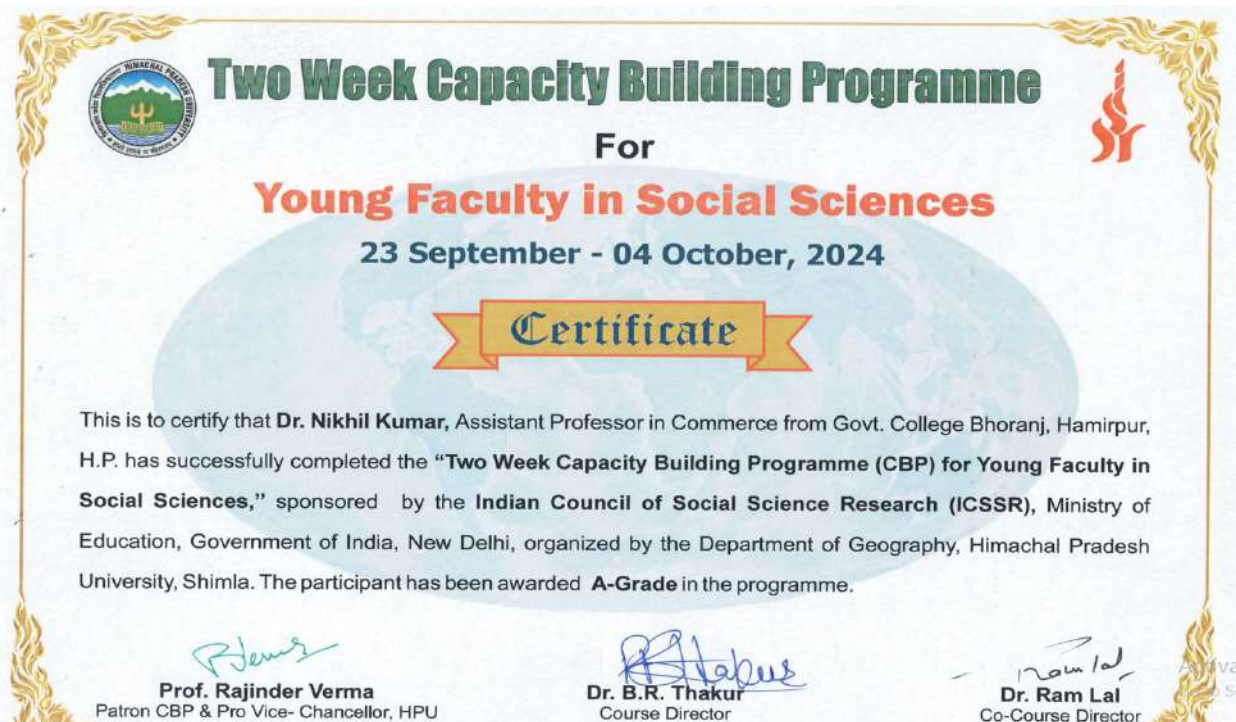 HIMACHAL PRADESH UNIVERSITY
Two Week Capacity Building Programme
For
Young Faculty in Social Sciences
23 September - 04 October, 2024
Certificate
This is to certify that Dr. Nikhil Kumar, Assistant Professor in Commerce from Govt. College Bhoranj, Hamirpur,
H.P. has successfully completed the “Two Week Capacity Building Programme (CBP) for Young Faculty in
Social Sciences,” sponsored by the Indian Council of Social Science Research (ICSSR), Ministry of
Education, Government of India, New Delhi, organized by the Department of Geography, Himachal Pradesh
University, Shimla. The participant has been awarded A-Grade in the programme.
Prof. Rajinder Verma
Patron CBP & Pro Vice- Chancellor, HPU
Dr. B.R. Thakur
Course Director
Ram lal
Dr. Ram Lal
Co-Course Director